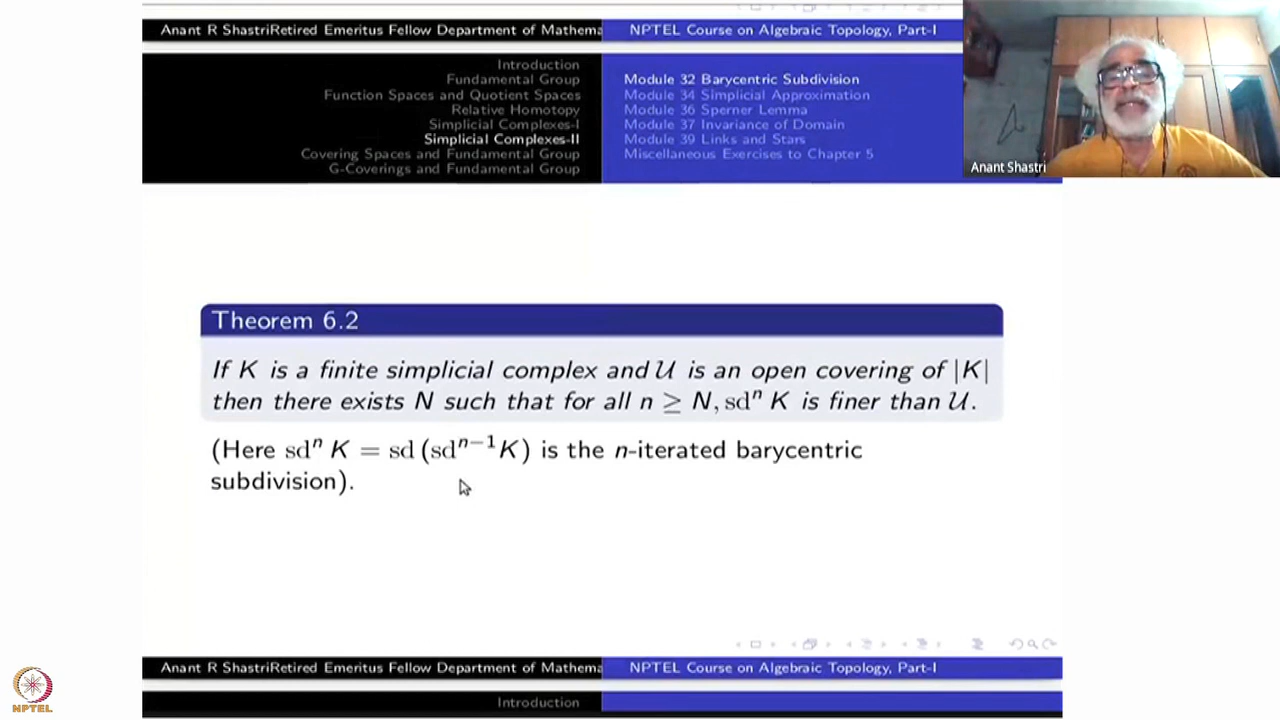 Anant R ShastriRetired Emeritus Fellow Department of Mathema
NPTEL Course on Algebraic Topology, Part-I
Introduction
Fundamental Group
Function Spaces and Quotient Spaces
Relative Homotopy
Simplicial Complexes-I
Simplicial Complexes-II
Covering Spaces and Fundamental Group
G-Coverings and Fundamental Group
Module 32 Barycentric Subdivision
Module 34 Simplicial Approximation
Module 36 Sperner Lemma
Module 37 Invariance of Domain
Module 39 Links and Stars
Miscellaneous Exercises to Chapter 5
Anant Shastri
Theorem 6.2
If K is a finite simplicial complex and 𝒰 is an open covering of |K|
then there exists N such that for all n ≥ N, sdⁿ K is finer than 𝒰.
(Here sdⁿ K = sd (sdⁿ⁻¹K) is the n-iterated barycentric
subdivision).
Anant R ShastriRetired Emeritus Fellow Department of Mathema
NPTEL Course on Algebraic Topology, Part-I
Introduction
NPTEL